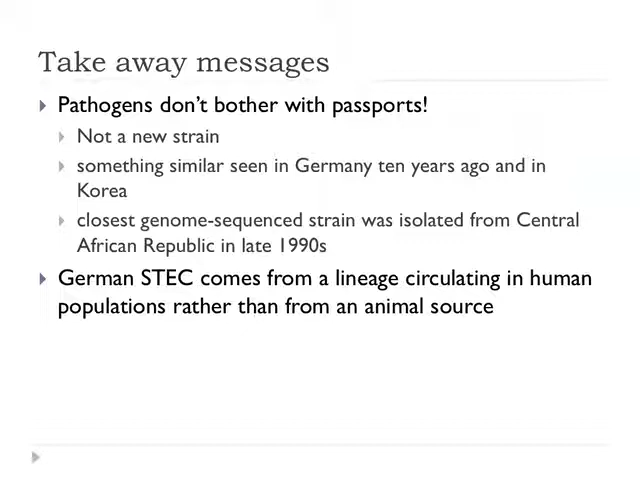 Take away messages
Pathogens don’t bother with passports!
Not a new strain
something similar seen in Germany ten years ago and in
Korea
closest genome-sequenced strain was isolated from Central
African Republic in late 1990s
German STEC comes from a lineage circulating in human
populations rather than from an animal source